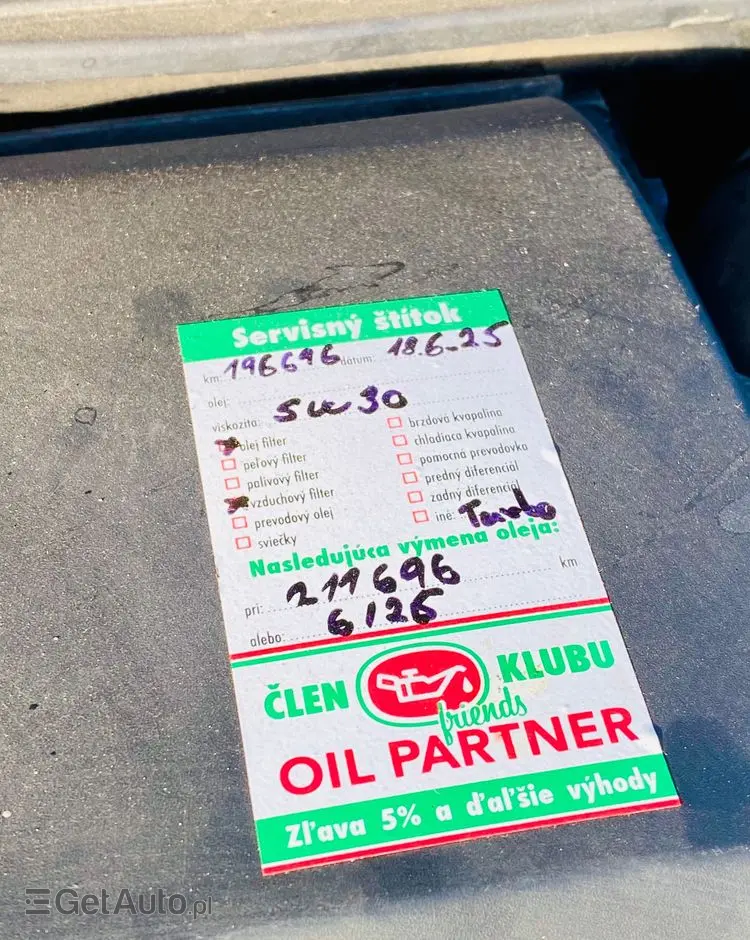 Servisný štítok
km: 196696 dátum: 18.6.25
olej:
viskozita: 5w30
olej filter
peľový filter
palivový filter
vzduchový filter
prevodový olej
sviečky
brzdová kvapalina
chladiaca kvapalina
pomocná prevodovka
predný diferenciál
zadný diferenciál
iné: Turbo
Nasledujúca výmena oleja:
pri: 211696 km
alebo: 6/26
ČLEN KLUBU
friends
OIL PARTNER
Zľava 5% a ďaľšie výhody
GetAuto.pl